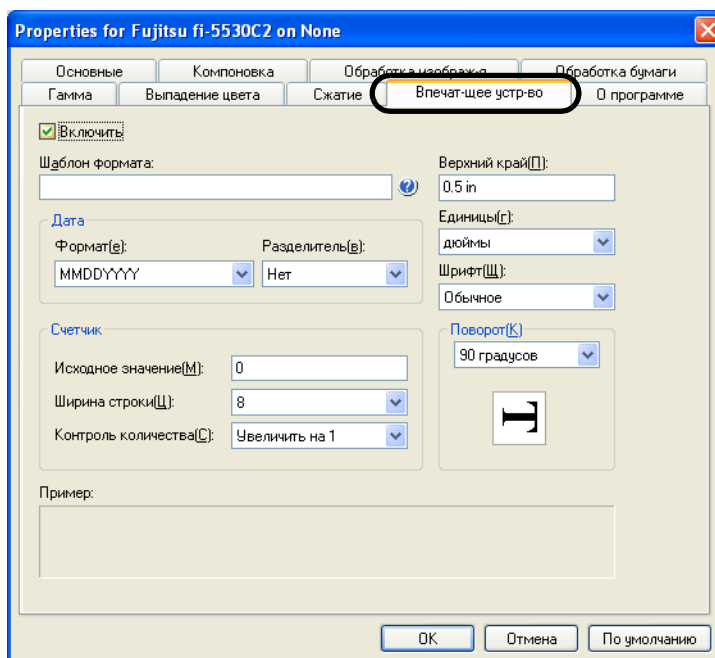 Properties for Fujitsu fi-5530C2 on None
Основные Компоновка Обработка изображ-я Обработка бумаги
Гамма Выпадение цвета Сжатие Впечат-щее устр-во О программе
Включить
Шаблон формата:
Верхний край(П):
0.5 in
Дата
Формат(е): Разделитель(в):
MMDDYYYY Нет
Единицы(г):
дюймы
Шрифт(Щ):
Обычное
Счетчик
Исходное значение(М): 0
Ширина строки(Ц): 8
Контроль количества(С): Увеличить на 1
Поворот(К)
90 градусов
T
Пример:
OK Отмена По умолчанию